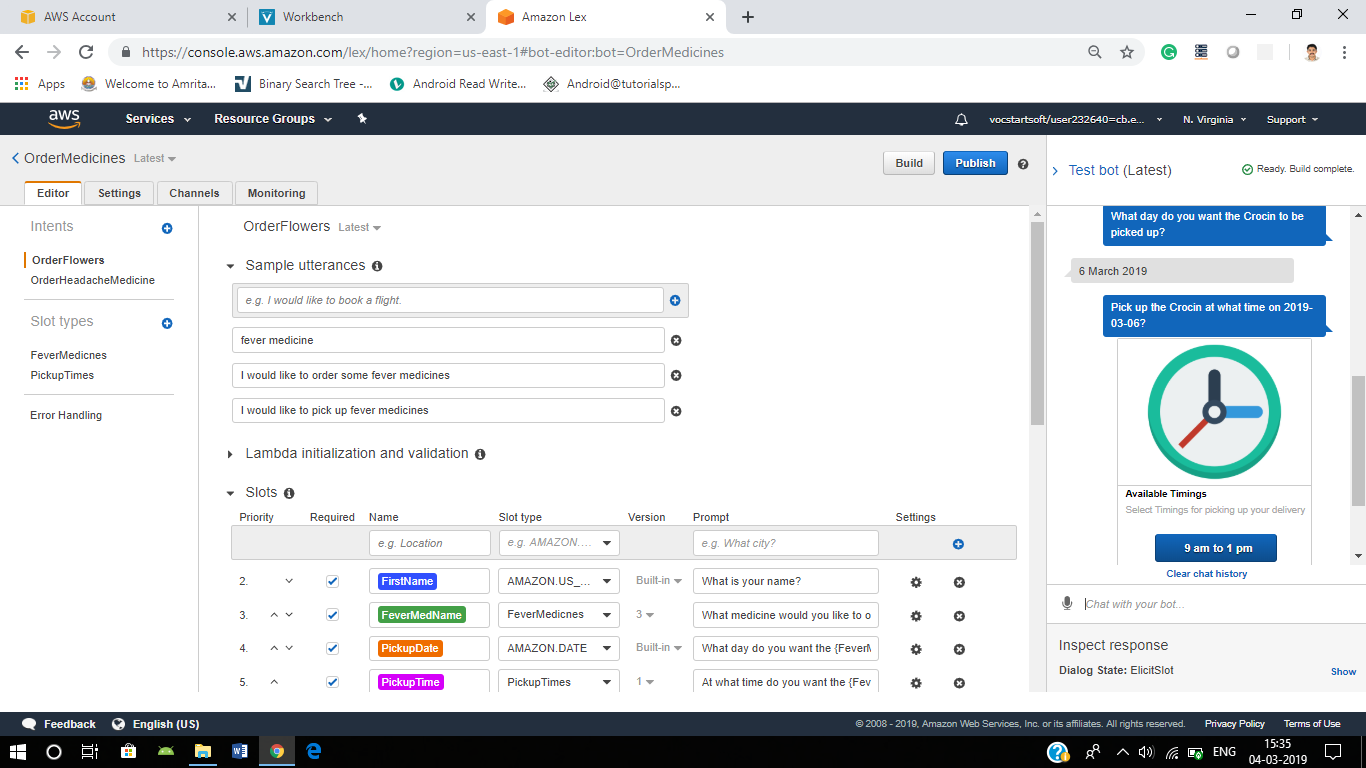 AWS Account
Workbench
Amazon Lex
https://console.aws.amazon.com/lex/home?region=us-east-1#bot-editor:bot=OrderMedicines
Apps
Welcome to Amrita...
Binary Search Tree -...
Android Read Write...
Android@tutorialsp...
aws
Services
Resource Groups
vocstartsoft/user232640=cb.e...
N. Virginia
Support
OrderMedicines Latest
Build
Publish
Editor
Settings
Channels
Monitoring
Intents
OrderFlowers
OrderHeadacheMedicine
Slot types
FeverMedicnes
PickupTimes
Error Handling
OrderFlowers Latest
Sample utterances
e.g. I would like to book a flight.
fever medicine
I would like to order some fever medicines
I would like to pick up fever medicines
Lambda initialization and validation
Slots
Priority Required Name Slot type Version Prompt Settings
e.g. Location e.g. AMAZON.... e.g. What city?
2. FirstName AMAZON.US_... Built-in What is your name?
3. FeverMedName FeverMedicnes 3 What medicine would you like to o
4. PickupDate AMAZON.DATE Built-in What day do you want the {FeverM
5. PickupTime PickupTimes 1 At what time do you want the {Fev
Test bot (Latest)
Ready. Build complete.
What day do you want the Crocin to be
picked up?
6 March 2019
Pick up the Crocin at what time on 2019-
03-06?
Available Timings
Select Timings for picking up your delivery
9 am to 1 pm
Clear chat history
Chat with your bot...
Inspect response
Dialog State: ElicitSlot
Show
Feedback
English (US)
© 2008 - 2019, Amazon Web Services, Inc. or its affiliates. All rights reserved.
Privacy Policy
Terms of Use
ENG
15:35
04-03-2019